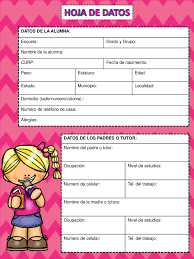 HOJA DE DATOS
DATOS DE LA ALUMNA:
Escuela: Grado y Grupo:
Nombre de la alumna:
CURP: Fecha de nacimiento:
Peso: Estatura: Edad:
Estado: Municipio: Localidad:
Domicilio (calle/numero/colonia):
Numero de teléfono de casa:
Alergias:
DATOS DE LOS PADRES O TUTOR:
Nombre del padre o tutor:
Ocupación: Nivel de estudios:
Numero de celular: Tel. del trabajo:
Nombre de la madre o tutora:
Ocupación: Nivel de estudios:
Numero de celular: Tel. del trabajo: